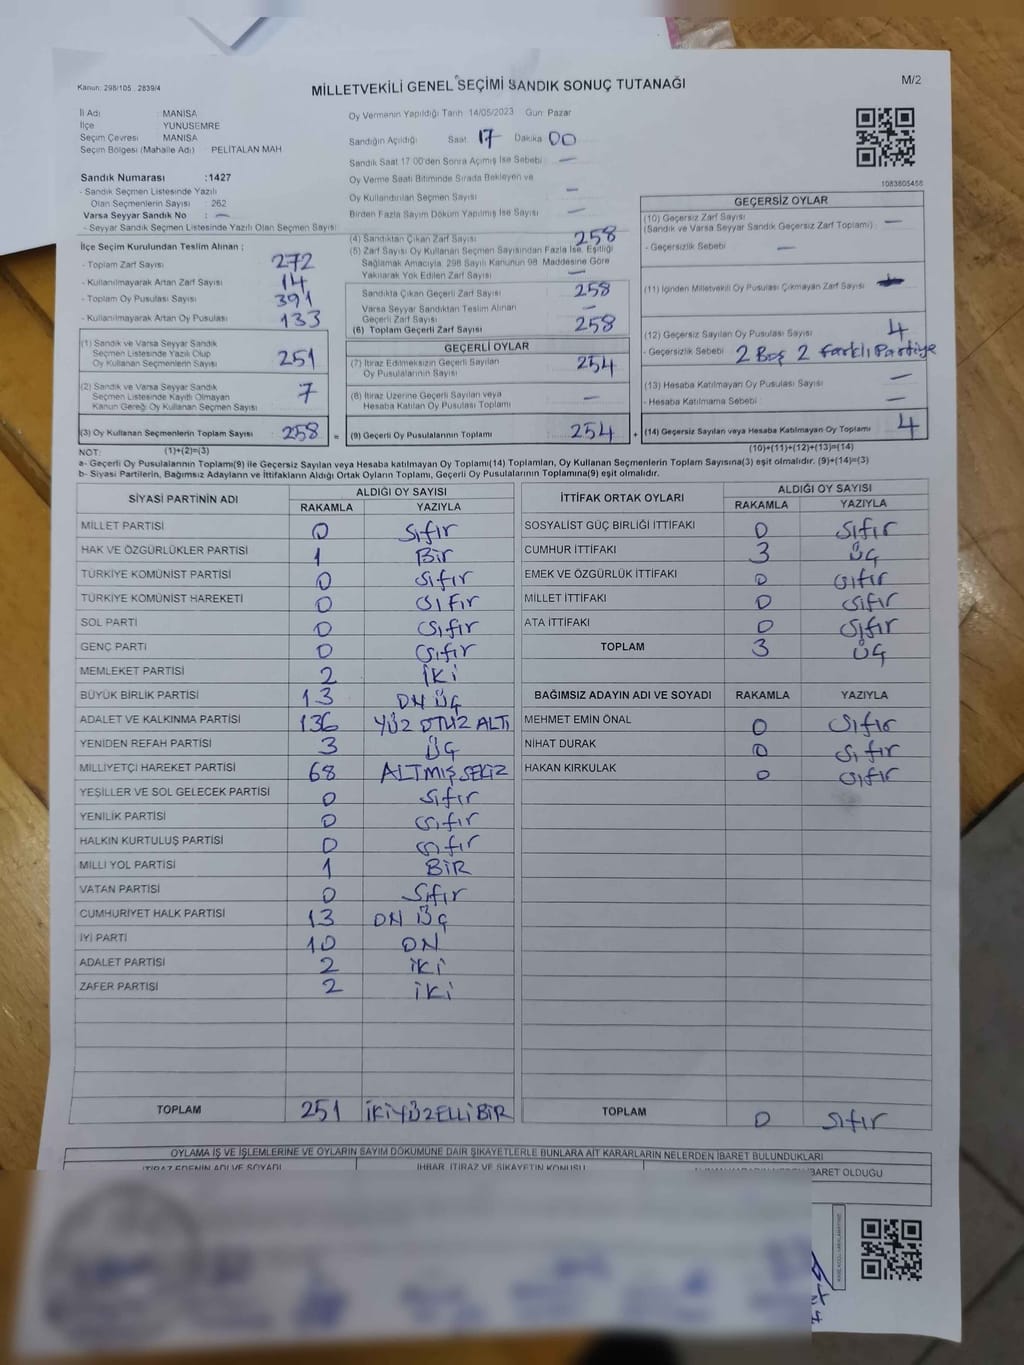 Kanun: 298/105 . 2839/4
MİLLETVEKİLİ GENEL SEÇİMİ SANDIK SONUÇ TUTANAĞI
M/2
İl Adı : MANİSA
İlçe YUNUSEMRE
Seçim Çevresi : MANİSA
Seçim Bölgesi (Mahalle Adı) : PELİTALAN MAH
Sandık Numarası :1427
- Sandık Seçmen Listesinde Yazılı
Olan Seçmenlerin Sayısı : 262
Varsa Seyyar Sandık No : —
- Seyyar Sandık Seçmen Listesinde Yazılı Olan Seçmen Sayısı
Oy Vermenin Yapıldığı Tarih 14/05/2023 Gün: Pazar
Sandığın Açıldığı Saat: 17 Dakika 00
Sandık Saat 17 00'den Sonra Açılmış İse Sebebi : —
Oy Verme Saati Bitiminde Sırada Bekleyen ve
Oy Kullandırılan Seçmen Sayısı —
Birden Fazla Sayım Döküm Yapılmış İse Sayısı —
1083805458
İlçe Seçim Kurulundan Teslim Alınan ;
- Toplam Zarf Sayısı 272
- Kullanılmayarak Artan Zarf Sayısı 14
- Toplam Oy Pusulası Sayısı 391
- Kullanılmayarak Artan Oy Pusulası 133
(1) Sandık ve Varsa Seyyar Sandık
Seçmen Listesinde Yazılı Olup
Oy Kullanan Seçmenlerin Sayısı 251
(2) Sandık ve Varsa Seyyar Sandık
Seçmen Listesinde Kayıtlı Olmayan
Kanun Gereği Oy Kullanan Seçmen Sayısı 7
(3) Oy Kullanan Seçmenlerin Toplam Sayısı 258 =
(4) Sandıktan Çıkan Zarf Sayısı 258
(5) Zarf Sayısı Oy Kullanan Seçmen Sayısından Fazla İse, Eşitliği
Sağlamak Amacıyla, 298 Sayılı Kanunun 98 Maddesine Göre
Yakılarak Yok Edilen Zarf Sayısı —
Sandıkta Çıkan Geçerli Zarf Sayısı 258
Varsa Seyyar Sandıktan Teslim Alınan
Geçerli Zarf Sayısı —
(6) Toplam Geçerli Zarf Sayısı 258
GEÇERLİ OYLAR
(7) İtiraz Edilmeksizin Geçerli Sayılan
Oy Pusulalarının Sayısı 254
(8) İtiraz Üzerine Geçerli Sayılan veya
Hesaba Katılan Oy Pusulası Toplamı —
(9) Geçerli Oy Pusulalarının Toplamı 254 +
GEÇERSİZ OYLAR
(10) Geçersiz Zarf Sayısı
(Sandık ve Varsa Seyyar Sandık Geçersiz Zarf Toplamı) —
- Geçersizlik Sebebi : —
(11) İçinden Milletvekili Oy Pusulası Çıkmayan Zarf Sayısı
(12) Geçersiz Sayılan Oy Pusulası Sayısı 4
- Geçersizlik Sebebi : 2 Boş 2 farklı Partiye
(13) Hesaba Katılmayan Oy Pusulası Sayısı —
- Hesaba Katılmama Sebebi : —
(14) Geçersiz Sayılan veya Hesaba Katılmayan Oy Toplamı 4
NOT: (1)+(2)=(3) (10)+(11)+(12)+(13)=(14)
a- Geçerli Oy Pusulalarının Toplamı(9) ile Geçersiz Sayılan veya Hesaba katılmayan Oy Toplamı(14) Toplamları, Oy Kullanan Seçmenlerin Toplam Sayısına(3) eşit olmalıdır. (9)+(14)=(3)
b- Siyasi Partilerin, Bağımsız Adayların ve İttifakların Aldığı Ortak Oyların Toplamı, Geçerli Oy Pusulalarının Toplamına(9) eşit olmalıdır.
SİYASİ PARTİNİN ADI ALDIĞI OY SAYISI
RAKAMLA YAZIYLA
MİLLET PARTİSİ 0 Sıfır
HAK VE ÖZGÜRLÜKLER PARTİSİ 1 Bir
TÜRKİYE KOMÜNİST PARTİSİ 0 Sıfır
TÜRKİYE KOMÜNİST HAREKETİ 0 Sıfır
SOL PARTİ 0 Sıfır
GENÇ PARTİ 0 Sıfır
MEMLEKET PARTİSİ 2 İki
BÜYÜK BİRLİK PARTİSİ 13 ON ÜÇ
ADALET VE KALKINMA PARTİSİ 136 YÜZ OTUZ ALTI
YENİDEN REFAH PARTİSİ 3 ÜÇ
MİLLİYETÇİ HAREKET PARTİSİ 68 ALTMIŞ SEKİZ
YEŞİLLER VE SOL GELECEK PARTİSİ 0 Sıfır
YENİLİK PARTİSİ 0 Sıfır
HALKIN KURTULUŞ PARTİSİ 0 Sıfır
MİLLİ YOL PARTİSİ 1 BİR
VATAN PARTİSİ 0 Sıfır
CUMHURİYET HALK PARTİSİ 13 ON ÜÇ
İYİ PARTİ 10 ON
ADALET PARTİSİ 2 İki
ZAFER PARTİSİ 2 İki
TOPLAM 251 İKİYÜZELLİBİR
İTTİFAK ORTAK OYLARI ALDIĞI OY SAYISI
RAKAMLA YAZIYLA
SOSYALİST GÜÇ BİRLİĞİ İTTİFAKI 0 Sıfır
CUMHUR İTTİFAKI 3 ÜÇ
EMEK VE ÖZGÜRLÜK İTTİFAKI 0 Sıfır
MİLLET İTTİFAKI 0 Sıfır
ATA İTTİFAKI 0 Sıfır
TOPLAM 3 ÜÇ
BAĞIMSIZ ADAYIN ADI VE SOYADI RAKAMLA YAZIYLA
MEHMET EMİN ÖNAL 0 Sıfır
NİHAT DURAK 0 Sıfır
HAKAN KIRKULAK 0 Sıfır
TOPLAM 0 Sıfır
OYLAMA İŞ VE İŞLEMLERİNE VE OYLARIN SAYIM DÖKÜMÜNE DAİR ŞİKAYETLERLE BUNLARA AİT KARARLARIN NELERDEN İBARET BULUNDUKLARI
İTİRAZ EDENİN ADI VE SOYADI İHBAR, İTİRAZ VE ŞİKAYETİN KONUSU İBARET OLDUĞU